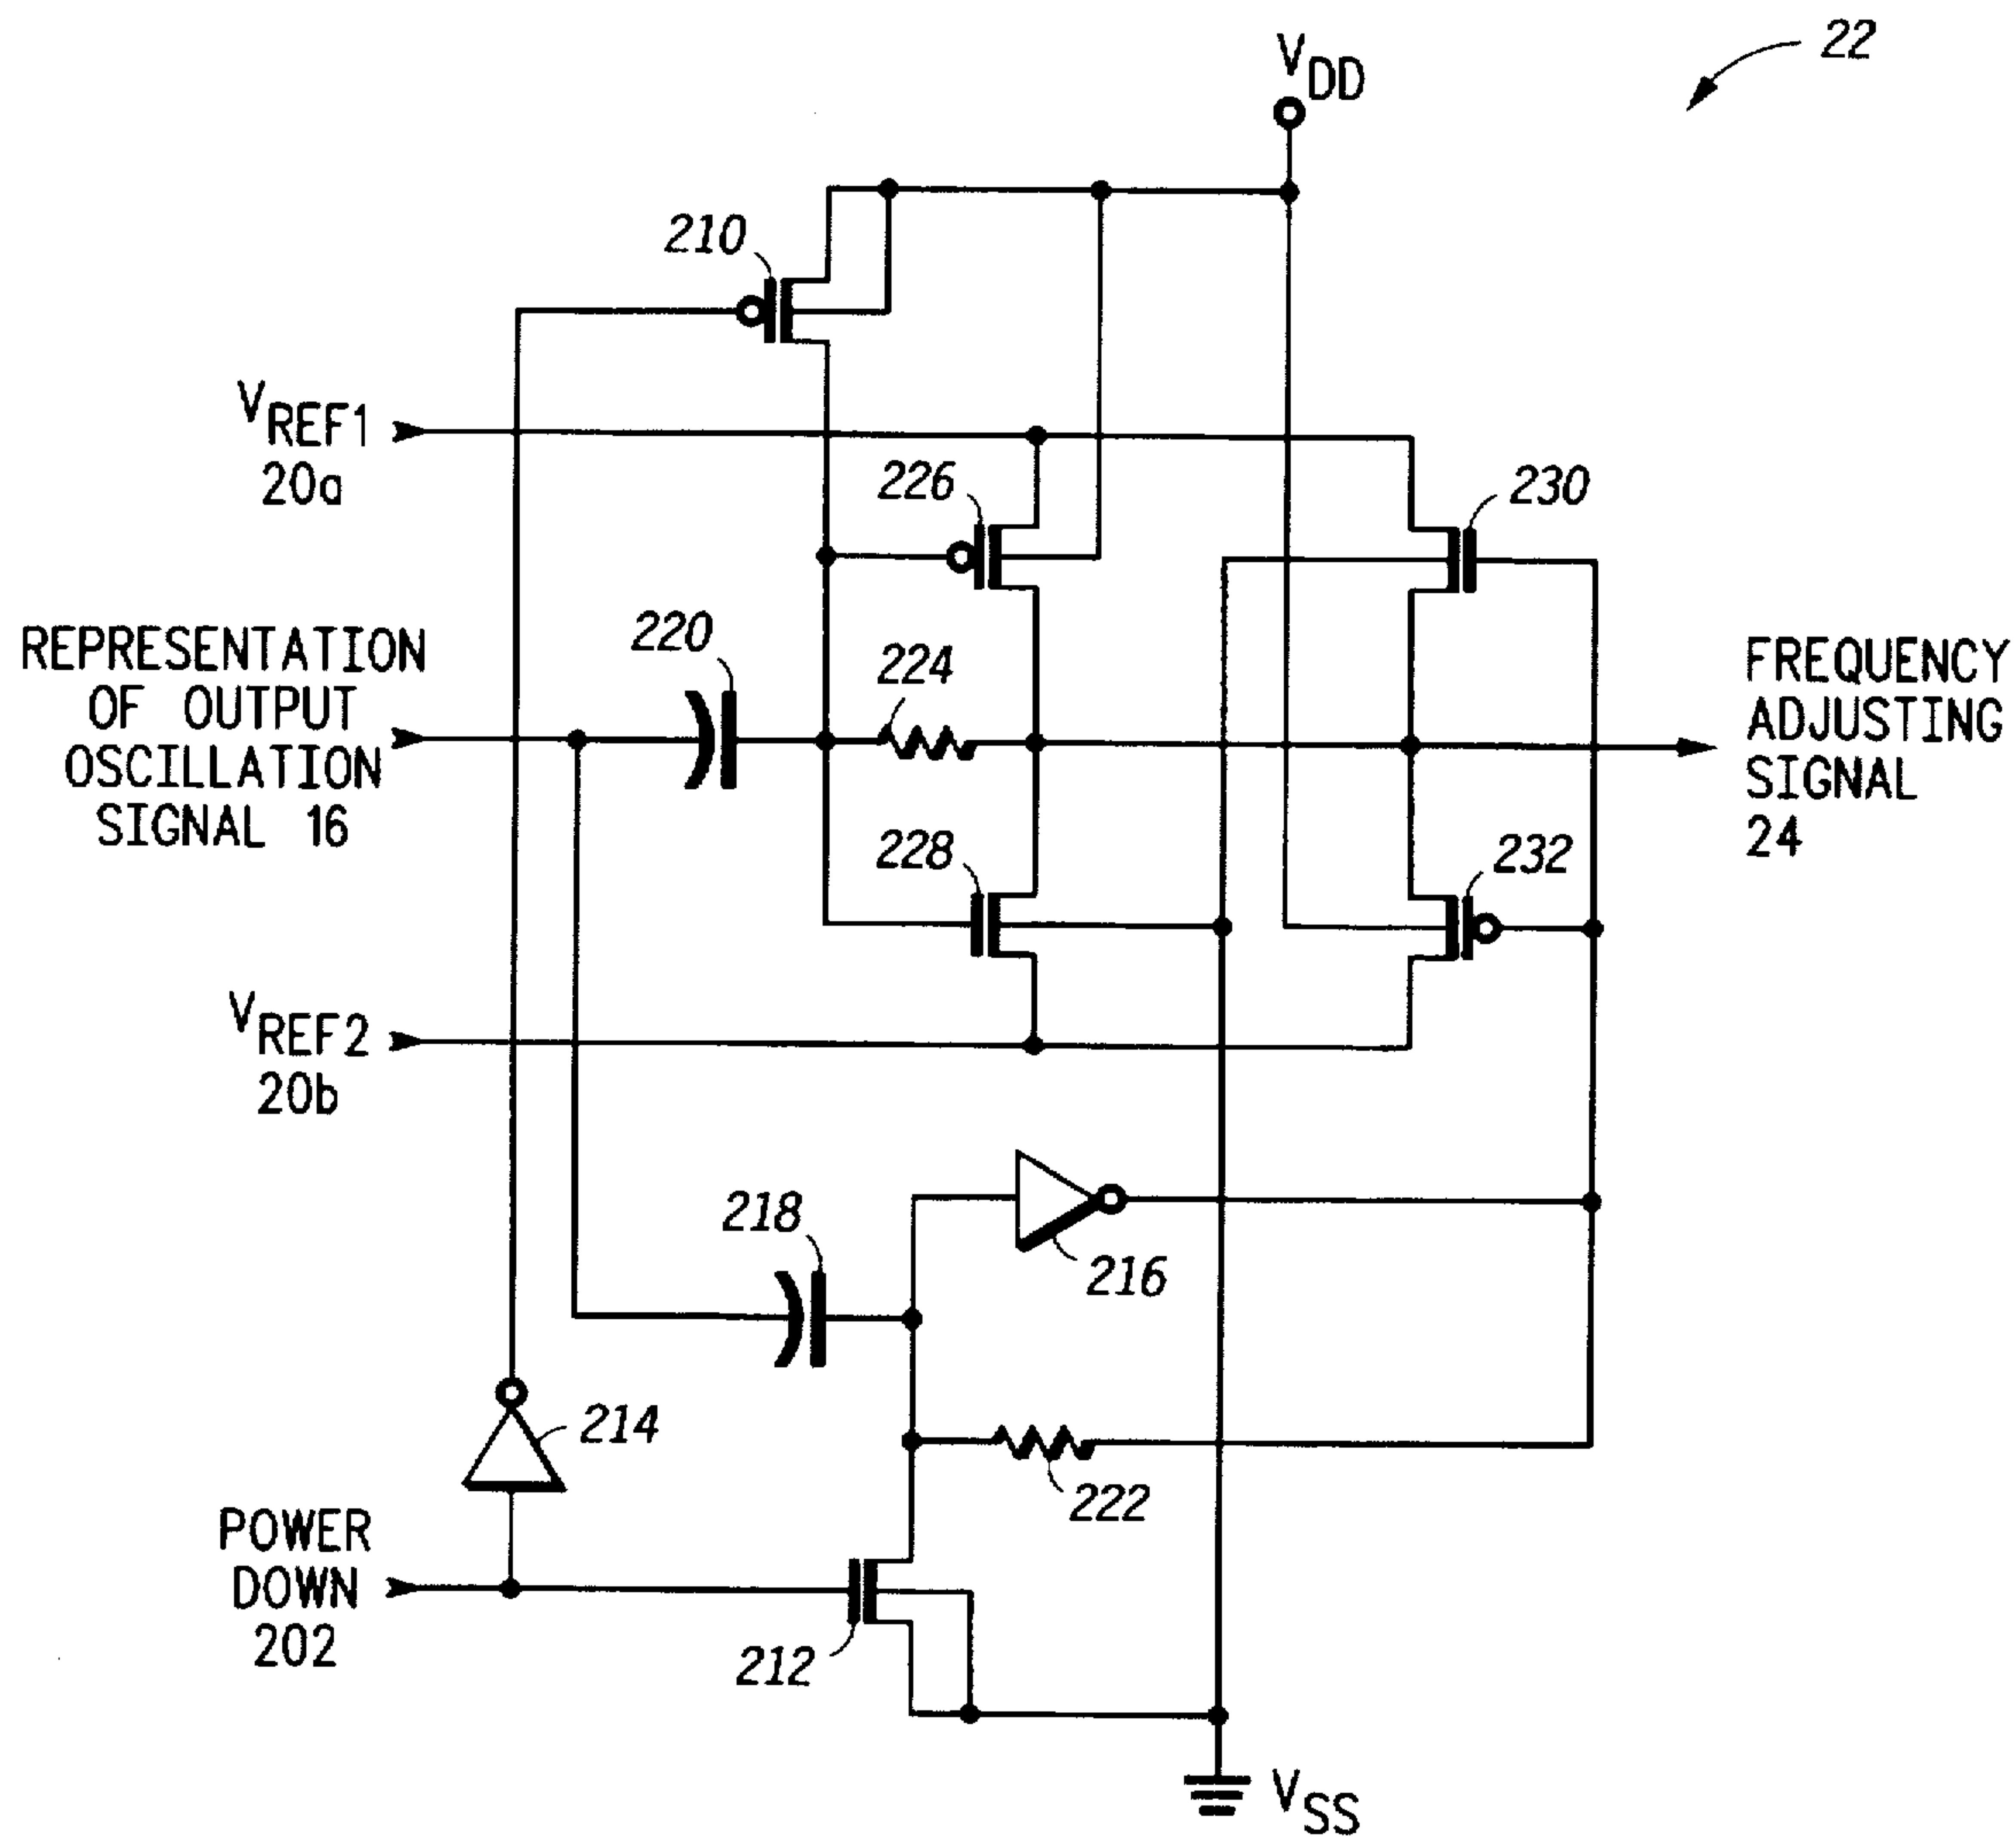 22
VDD
210
VREF1
20a
226
230
220
224
REPRESENTATION
OF OUTPUT
OSCILLATION
SIGNAL 16
FREQUENCY
ADJUSTING
SIGNAL
24
228
232
VREF2
20b
218
216
214
222
POWER
DOWN
202
212
VSS